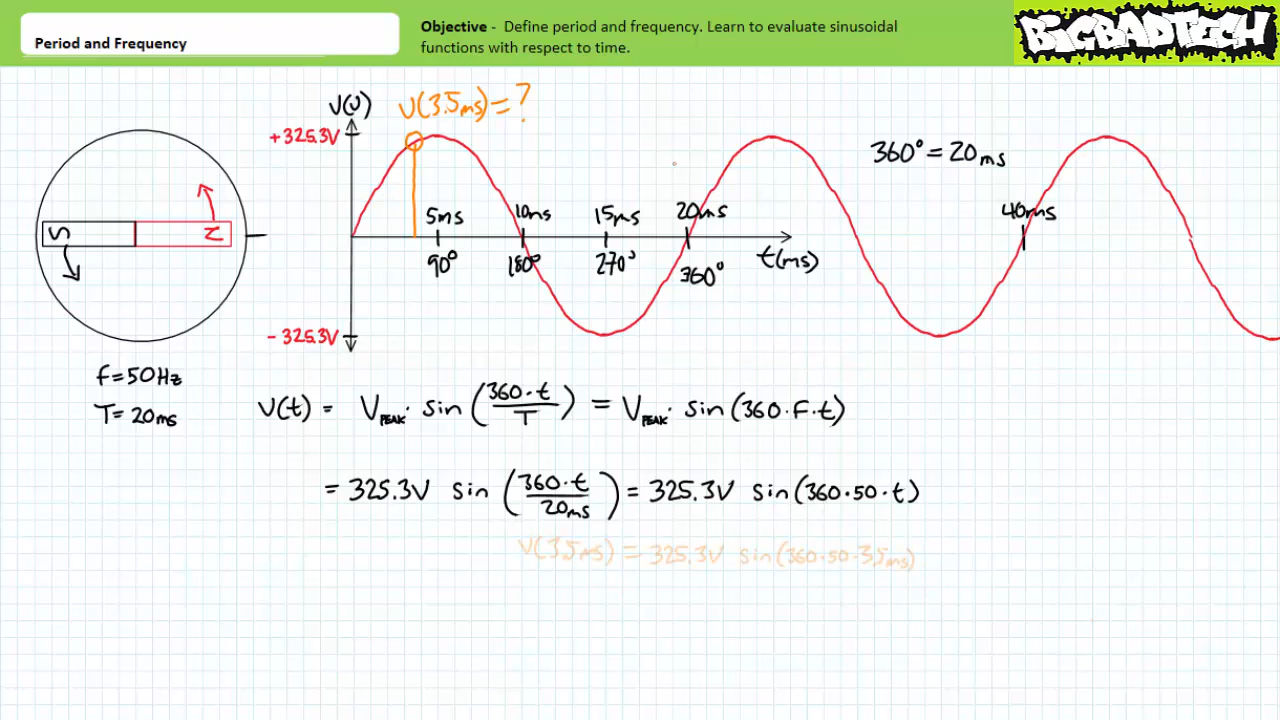 Period and Frequency
Objective - Define period and frequency. Learn to evaluate sinusoidal
functions with respect to time.
BIGBADTECH
V(v)
v(3.5ms)=?
+325.3V
360°=20ms
S
N
5ms
10ms
15ms
20ms
40ms
90°
180°
270°
360°
t(ms)
-325.3V
f=50Hz
T=20ms
v(t) = VPEAK· sin (360·t/T) = VPEAK· sin(360·F·t)
= 325.3V sin (360·t/20ms) = 325.3V sin(360·50·t)
v(3.5ms) = 325.3V sin(360·50·3.5ms)